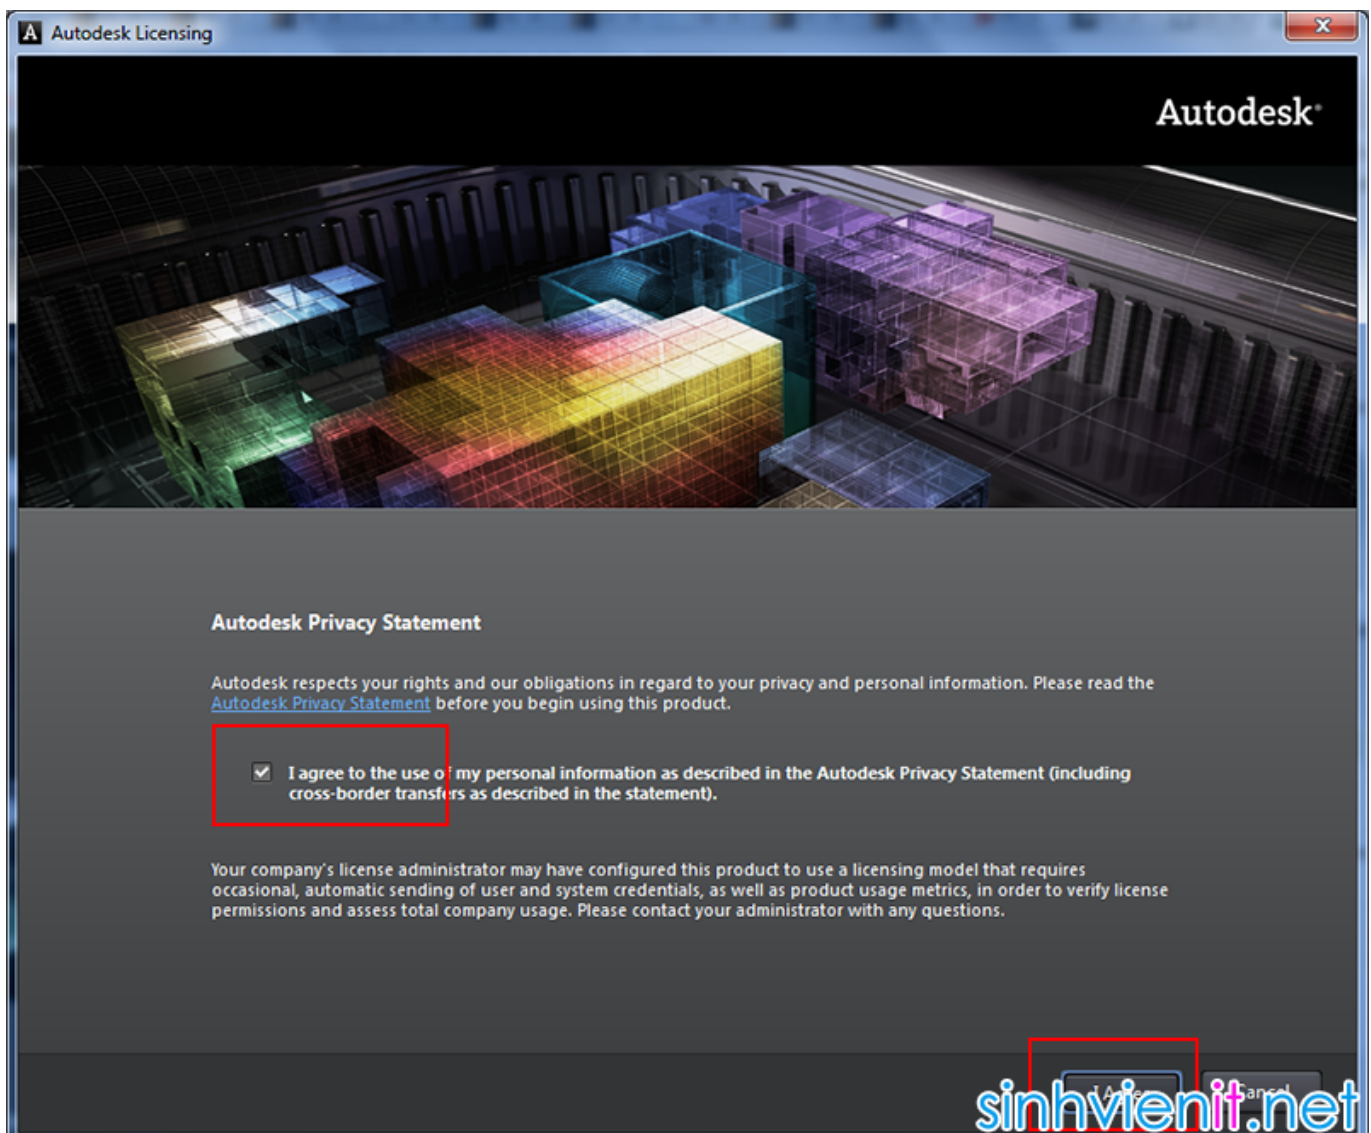 Autodesk Licensing
Autodesk®
Autodesk Privacy Statement
Autodesk respects your rights and our obligations in regard to your privacy and personal information. Please read the
Autodesk Privacy Statement before you begin using this product.
I agree to the use of my personal information as described in the Autodesk Privacy Statement (including
cross-border transfers as described in the statement).
Your company's license administrator may have configured this product to use a licensing model that requires
occasional, automatic sending of user and system credentials, as well as product usage metrics, in order to verify license
permissions and assess total company usage. Please contact your administrator with any questions.
I Agree Cancel
sinhvienit.net